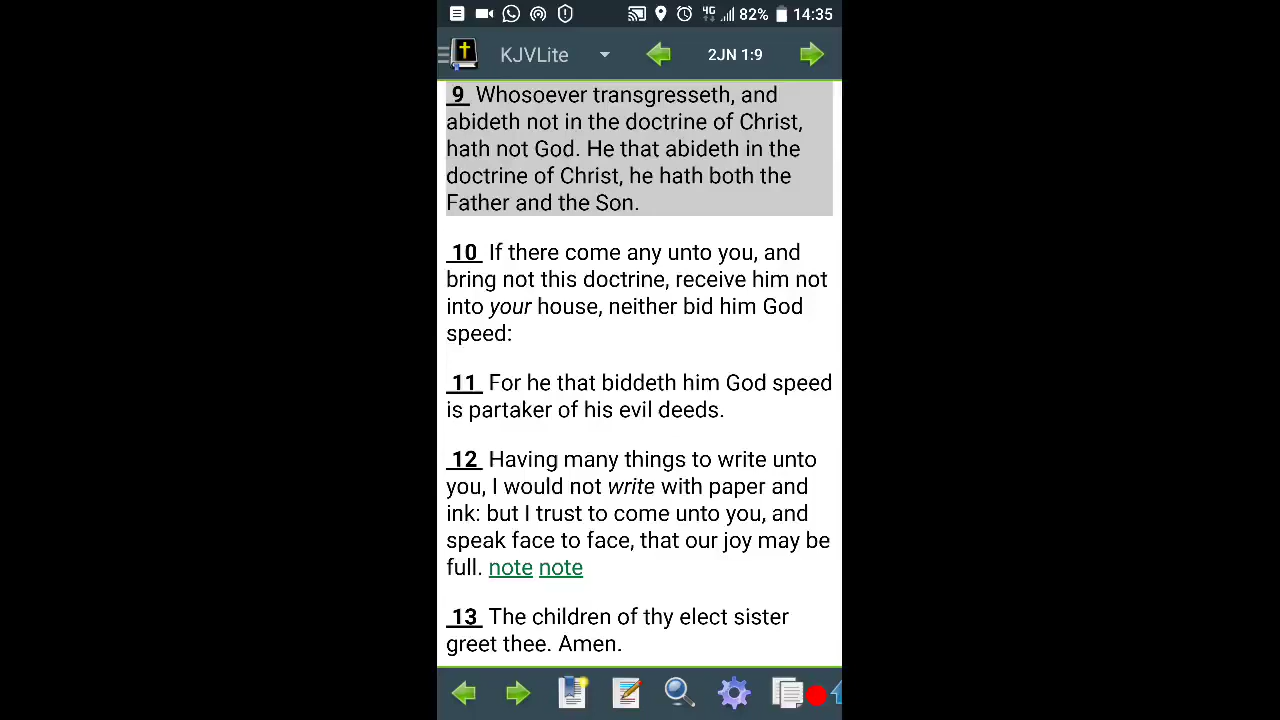 4G 82% 14:35
KJVLite 2JN 1:9
9 Whosoever transgresseth, and
abideth not in the doctrine of Christ,
hath not God. He that abideth in the
doctrine of Christ, he hath both the
Father and the Son.
10 If there come any unto you, and
bring not this doctrine, receive him not
into your house, neither bid him God
speed:
11 For he that biddeth him God speed
is partaker of his evil deeds.
12 Having many things to write unto
you, I would not write with paper and
ink: but I trust to come unto you, and
speak face to face, that our joy may be
full. note note
13 The children of thy elect sister
greet thee. Amen.